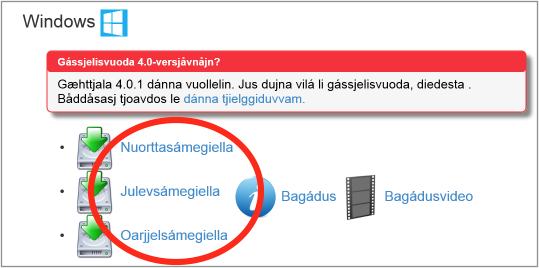 Windows
Gássjelisvuoda 4.0-versjåvnåjn?
Gæhttjala 4.0.1 dánna vuollelin. Jus dujna vilá li gássjelisvuoda, diedesta .
Båddåsasj tjoavdos le dánna tjielggiduvvam.
Nuorttasámegiella
Julevsámegiella
Bagádus
Bagádusvideo
Oarjjelsámegiella